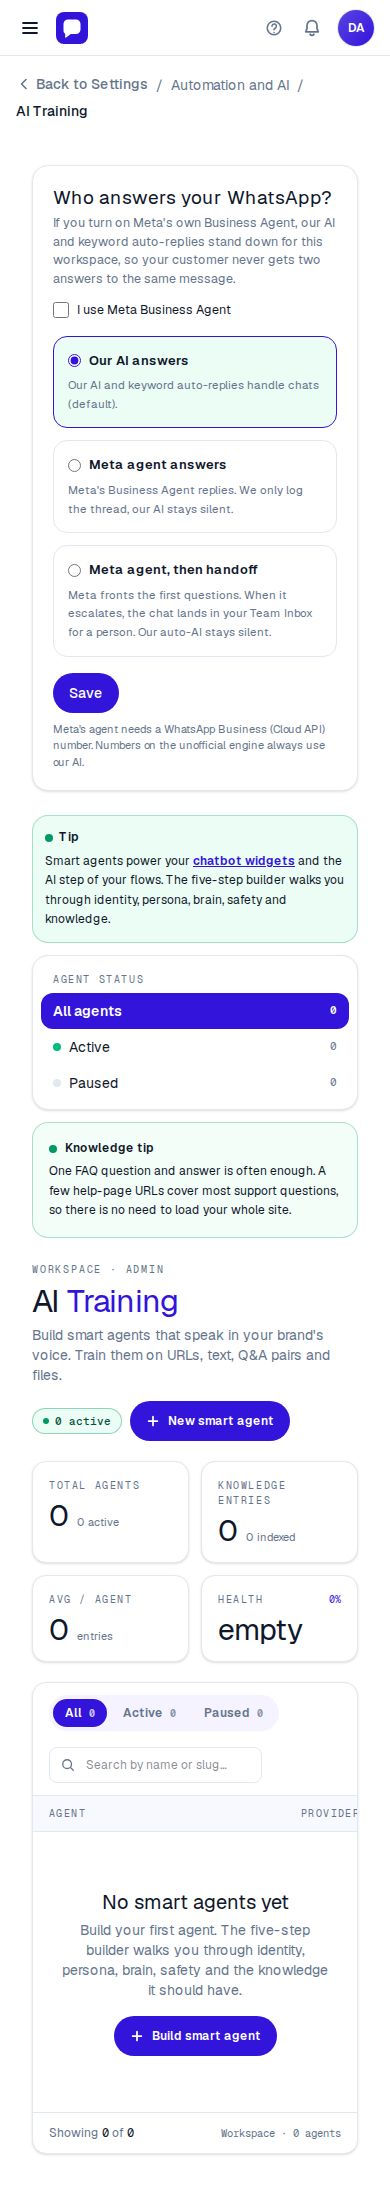 DA
Back to Settings / Automation and AI /
AI Training
Who answers your WhatsApp?
If you turn on Meta's own Business Agent, our AI
and keyword auto-replies stand down for this
workspace, so your customer never gets two
answers to the same message.
I use Meta Business Agent
Our AI answers
Our AI and keyword auto-replies handle chats
(default).
Meta agent answers
Meta's Business Agent replies. We only log
the thread, our AI stays silent.
Meta agent, then handoff
Meta fronts the first questions. When it
escalates, the chat lands in your Team Inbox
for a person. Our auto-AI stays silent.
Save
Meta's agent needs a WhatsApp Business (Cloud API)
number. Numbers on the unofficial engine always use
our AI.
Tip
Smart agents power your chatbot widgets and the
AI step of your flows. The five-step builder walks you
through identity, persona, brain, safety and
knowledge.
AGENT STATUS
All agents 0
Active 0
Paused 0
Knowledge tip
One FAQ question and answer is often enough. A
few help-page URLs cover most support questions,
so there is no need to load your whole site.
WORKSPACE · ADMIN
AI Training
Build smart agents that speak in your brand's
voice. Train them on URLs, text, Q&A pairs and
files.
0 active
New smart agent
TOTAL AGENTS
0 0 active
KNOWLEDGE
ENTRIES
0 0 indexed
AVG / AGENT
0 entries
HEALTH 0%
empty
All 0 Active 0 Paused 0
Search by name or slug...
AGENT PROVIDER
No smart agents yet
Build your first agent. The five-step
builder walks you through identity,
persona, brain, safety and the knowledge
it should have.
Build smart agent
Showing 0 of 0 Workspace · 0 agents